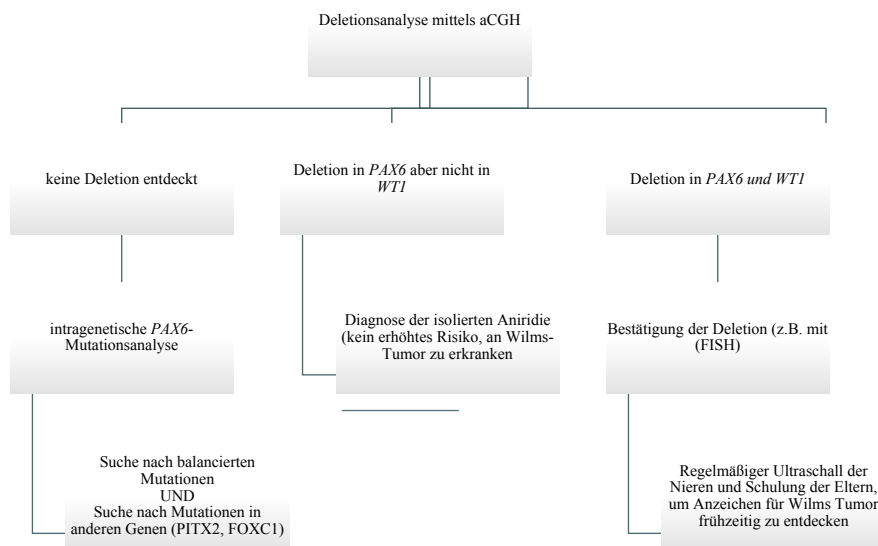 Deletionsanalyse mittels aCGH
keine Deletion entdeckt
Deletion in PAX6 aber nicht in
WT1
Deletion in PAX6 und WT1
intragenetische PAX6-
Mutationsanalyse
Diagnose der isolierten Aniridie
(kein erhöhtes Risiko, an Wilms-
Tumor zu erkranken
Bestätigung der Deletion (z.B. mit
(FISH)
Suche nach balancierten
Mutationen
UND
Suche nach Mutationen in
anderen Genen (PITX2, FOXC1)
Regelmäßiger Ultraschall der
Nieren und Schulung der Eltern,
um Anzeichen für Wilms Tumor
frühzeitig zu entdecken